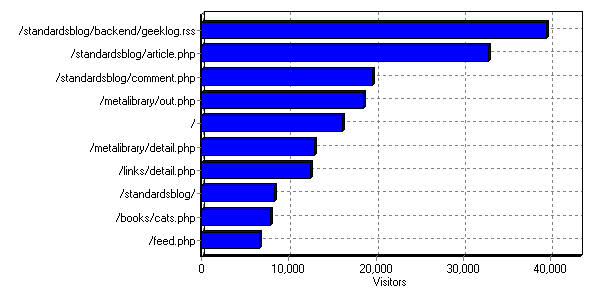 /standardsblog/backend/geeklog.rss
/standardsblog/article.php
/standardsblog/comment.php
/metalibrary/out.php
/
/metalibrary/detail.php
/links/detail.php
/standardsblog/
/books/cats.php
/feed.php
0 10,000 20,000 30,000 40,000
Visitors